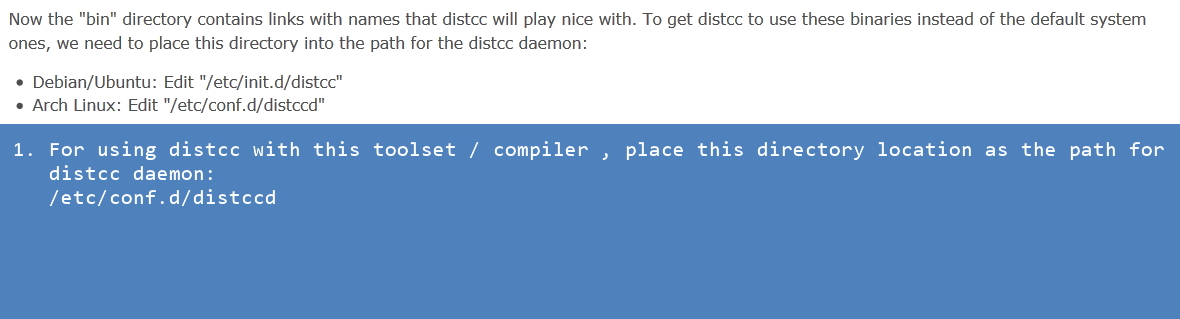 Now the "bin" directory contains links with names that distcc will play nice with. To get distcc to use these binaries instead of the default system
ones, we need to place this directory into the path for the distcc daemon:
• Debian/Ubuntu: Edit "/etc/init.d/distcc"
• Arch Linux: Edit "/etc/conf.d/distccd"
1. For using distcc with this toolset / compiler , place this directory location as the path for
distcc daemon:
/etc/conf.d/distccd